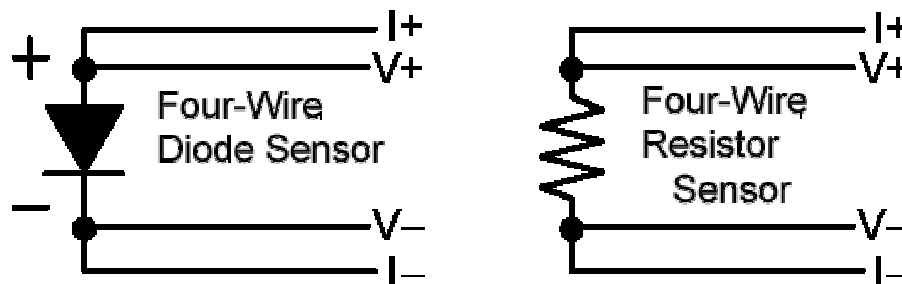 I+
+
V+
Four-Wire
Diode Sensor
−
V−
I−
I+
V+
Four-Wire
Resistor
Sensor
V−
I−